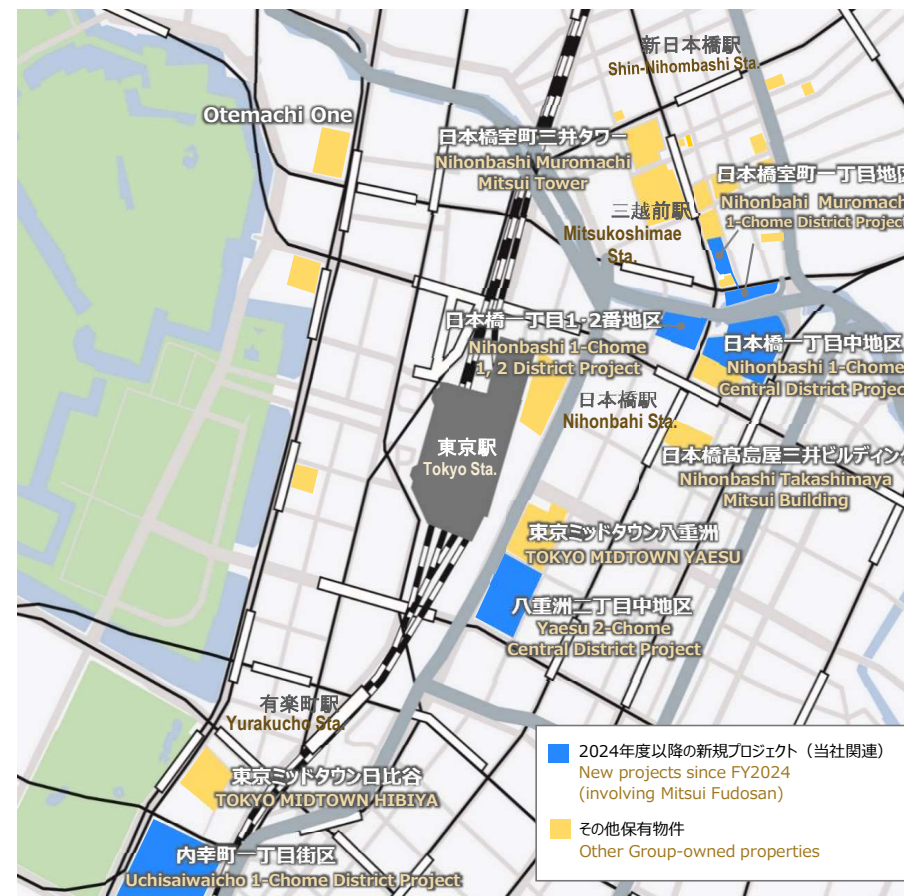 新日本橋駅
Shin-Nihombashi Sta.
Otemachi One
日本橋室町三井タワー
Nihonbashi Muromachi
Mitsui Tower
日本橋室町一丁目地区
Nihonbahi Muromach
1-Chome District Project
三越前駅
Mitsukoshimae
Sta.
日本橋一丁目1・2番地区
Nihonbashi 1-Chome
1, 2 District Project
日本橋一丁目中地区
Nihonbashi 1-Chome
Central District Projec
日本橋駅
Nihonbahi Sta.
東京駅
Tokyo Sta.
日本橋髙島屋三井ビルディング
Nihonbashi Takashimaya
Mitsui Building
東京ミッドタウン八重洲
TOKYO MIDTOWN YAESU
八重洲二丁目中地区
Yaesu 2-Chome
Central District Project
有楽町駅
Yurakucho Sta.
東京ミッドタウン日比谷
TOKYO MIDTOWN HIBIYA
内幸町一丁目街区
Uchisaiwaicho 1-Chome District Project
2024年度以降の新規プロジェクト（当社関連）
New projects since FY2024
(involving Mitsui Fudosan)
その他保有物件
Other Group-owned properties